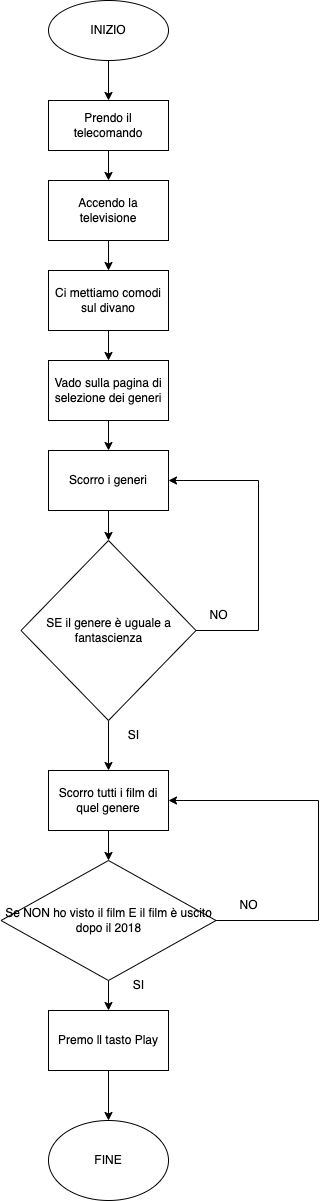 INIZIO
Prendo il
telecomando
Accendo la
televisione
Ci mettiamo comodi
sul divano
Vado sulla pagina di
selezione dei generi
Scorro i generi
SE il genere è uguale a
fantascienza
NO
SI
Scorro tutti i film di
quel genere
Se NON ho visto il film E il film è uscito
dopo il 2018
NO
SI
Premo Il tasto Play
FINE